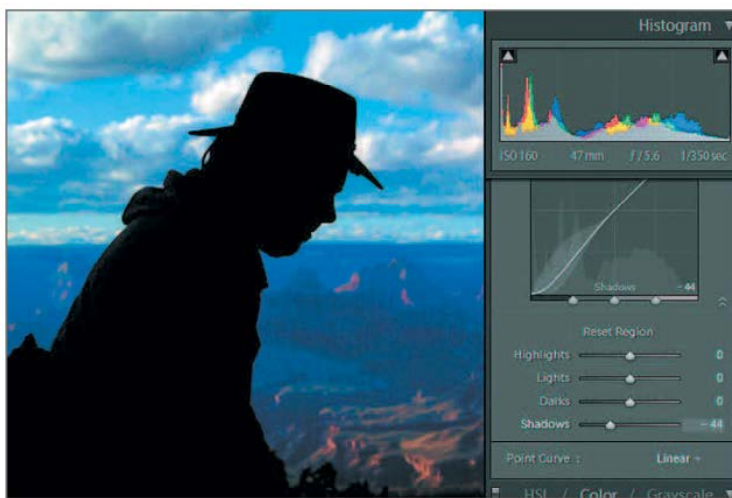 Histogram
ISO 160 47 mm f / 5.6 1/350 sec
Shadows - 44
Reset Region
Highlights 0
Lights 0
Darks 0
Shadows - 44
Point Curve : Linear
HSL / Color / Grayscale